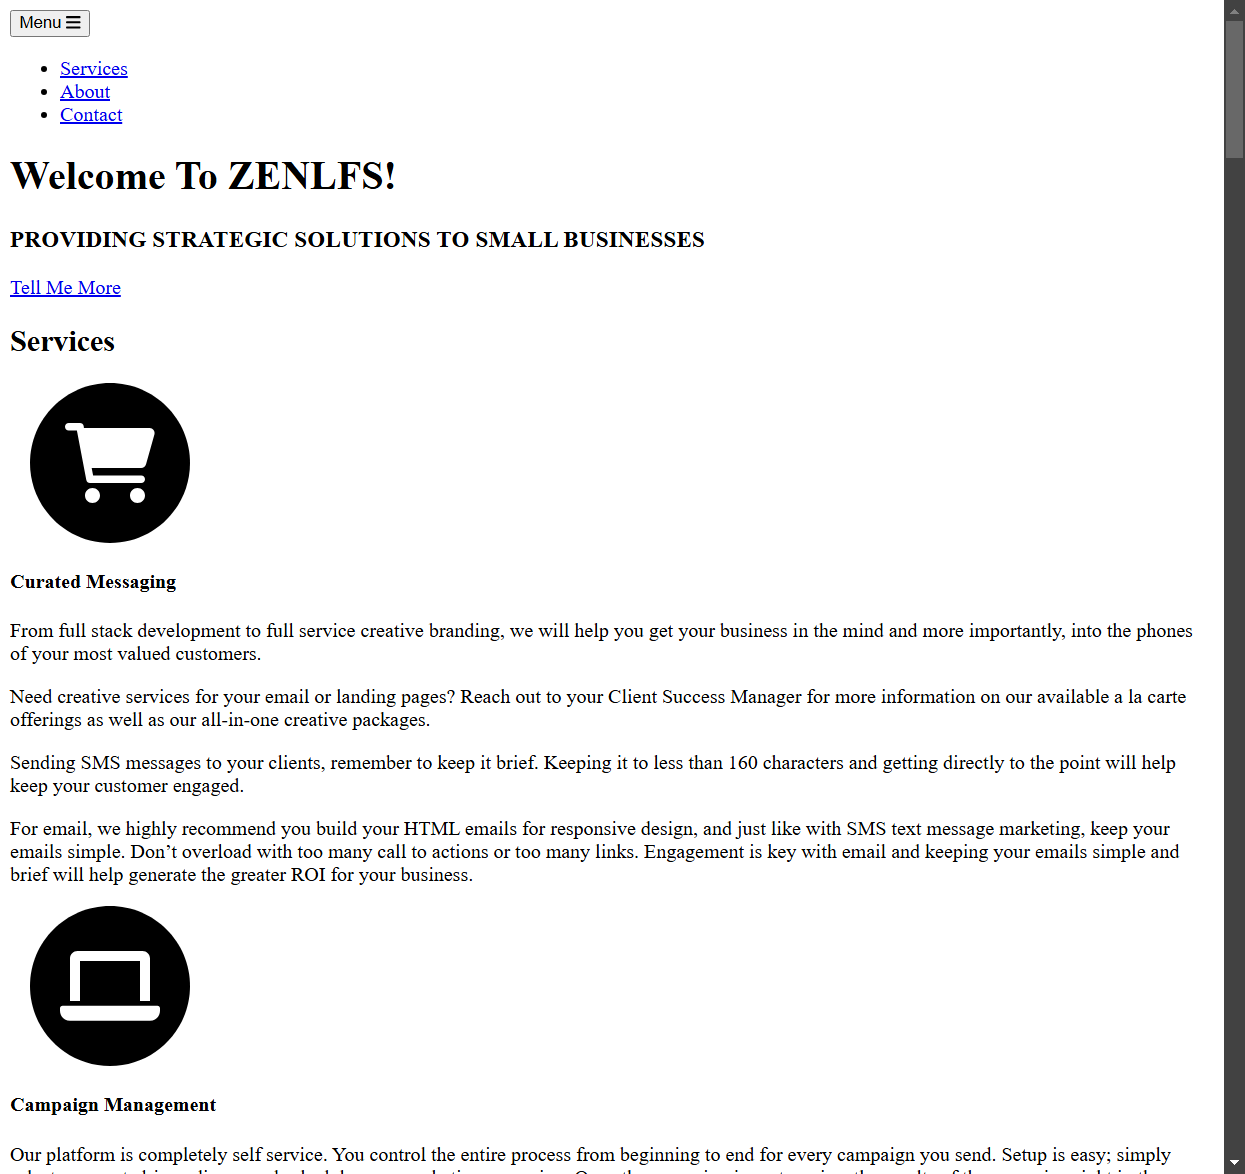 Menu
Services
About
Contact
Welcome To ZENLFS!
PROVIDING STRATEGIC SOLUTIONS TO SMALL BUSINESSES
Tell Me More
Services
Curated Messaging
From full stack development to full service creative branding, we will help you get your business in the mind and more importantly, into the phones
of your most valued customers.
Need creative services for your email or landing pages? Reach out to your Client Success Manager for more information on our available a la carte
offerings as well as our all-in-one creative packages.
Sending SMS messages to your clients, remember to keep it brief. Keeping it to less than 160 characters and getting directly to the point will help
keep your customer engaged.
For email, we highly recommend you build your HTML emails for responsive design, and just like with SMS text message marketing, keep your
emails simple. Don’t overload with too many call to actions or too many links. Engagement is key with email and keeping your emails simple and
brief will help generate the greater ROI for your business.
Campaign Management
Our platform is completely self service. You control the entire process from beginning to end for every campaign you send. Setup is easy; simply